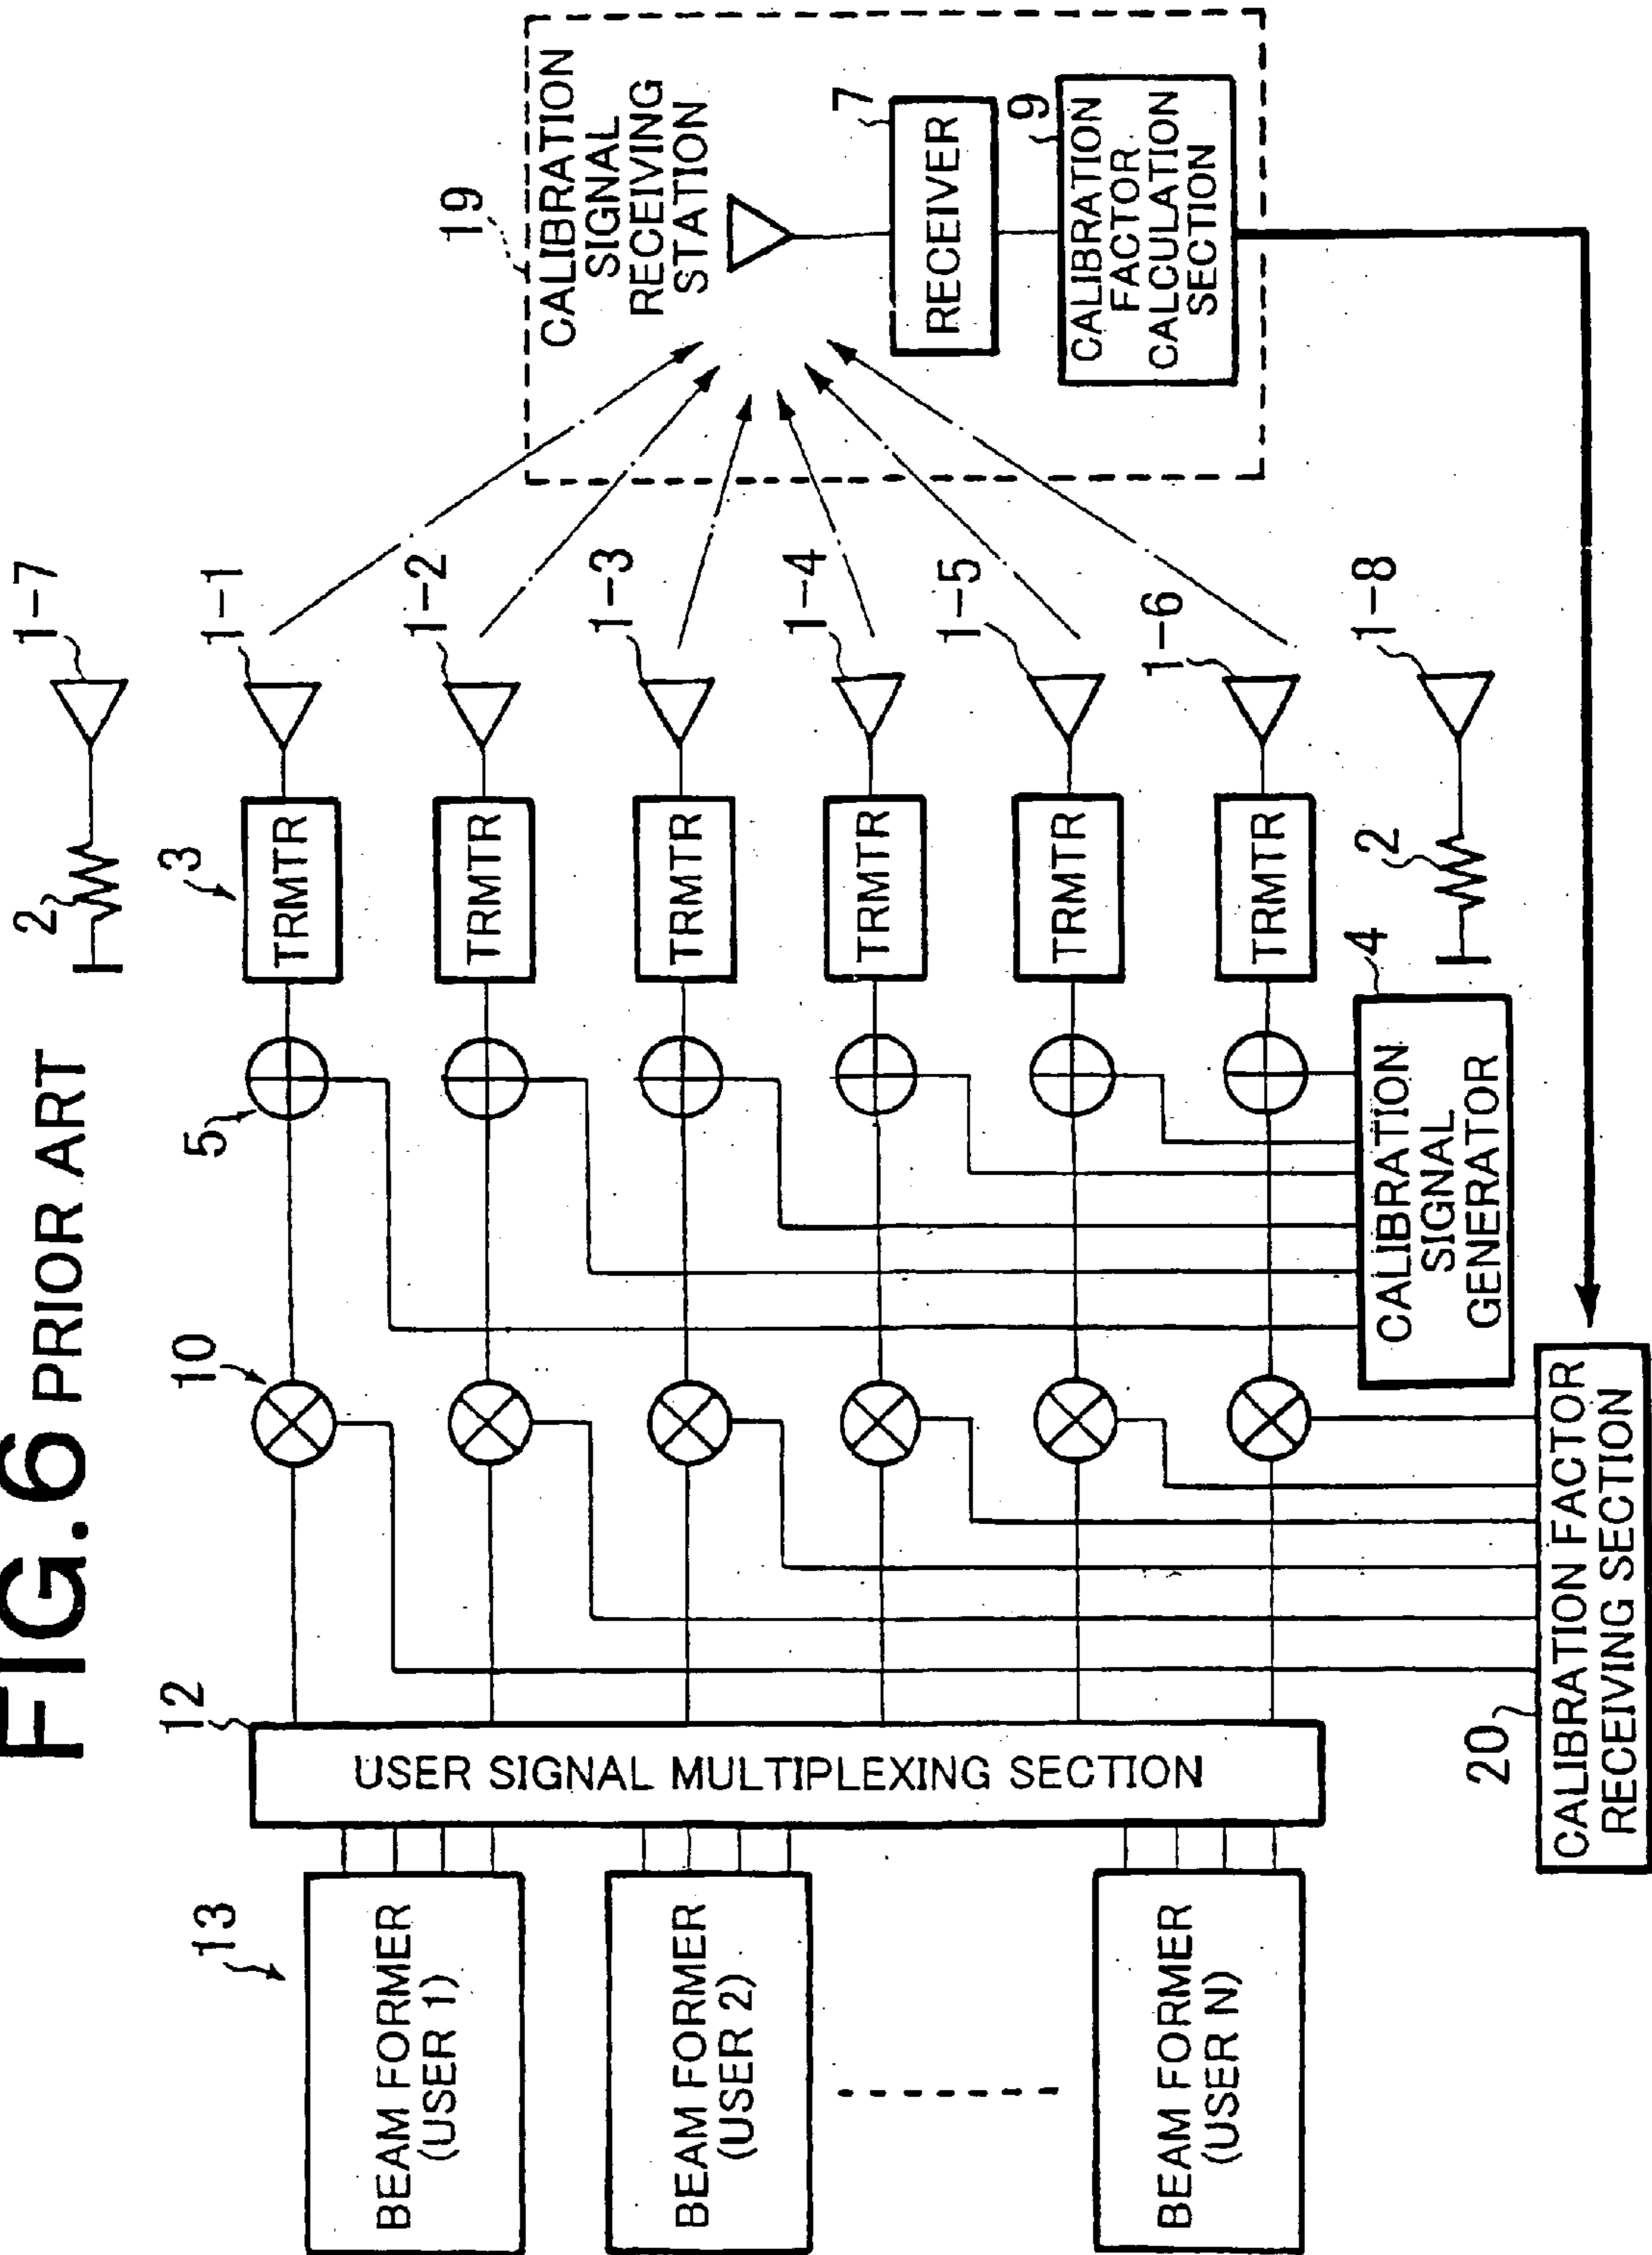 FIG.6 PRIOR ART
2
1-7
19
CALIBRATION
SIGNAL
RECEIVING
STATION
7
RECEIVER
9
CALIBRATION
FACTOR
CALCULATION
SECTION
13
12
10
5
3
1-1
BEAM FORMER
(USER 1)
TRMTR
1-2
TRMTR
1-3
BEAM FORMER
(USER 2)
TRMTR
1-4
TRMTR
1-5
TRMTR
1-6
BEAM FORMER
(USER N)
TRMTR
USER SIGNAL MULTIPLEXING SECTION
2
1-8
4
CALIBRATION
SIGNAL
GENERATOR
20
CALIBRATION FACTOR
RECEIVING SECTION